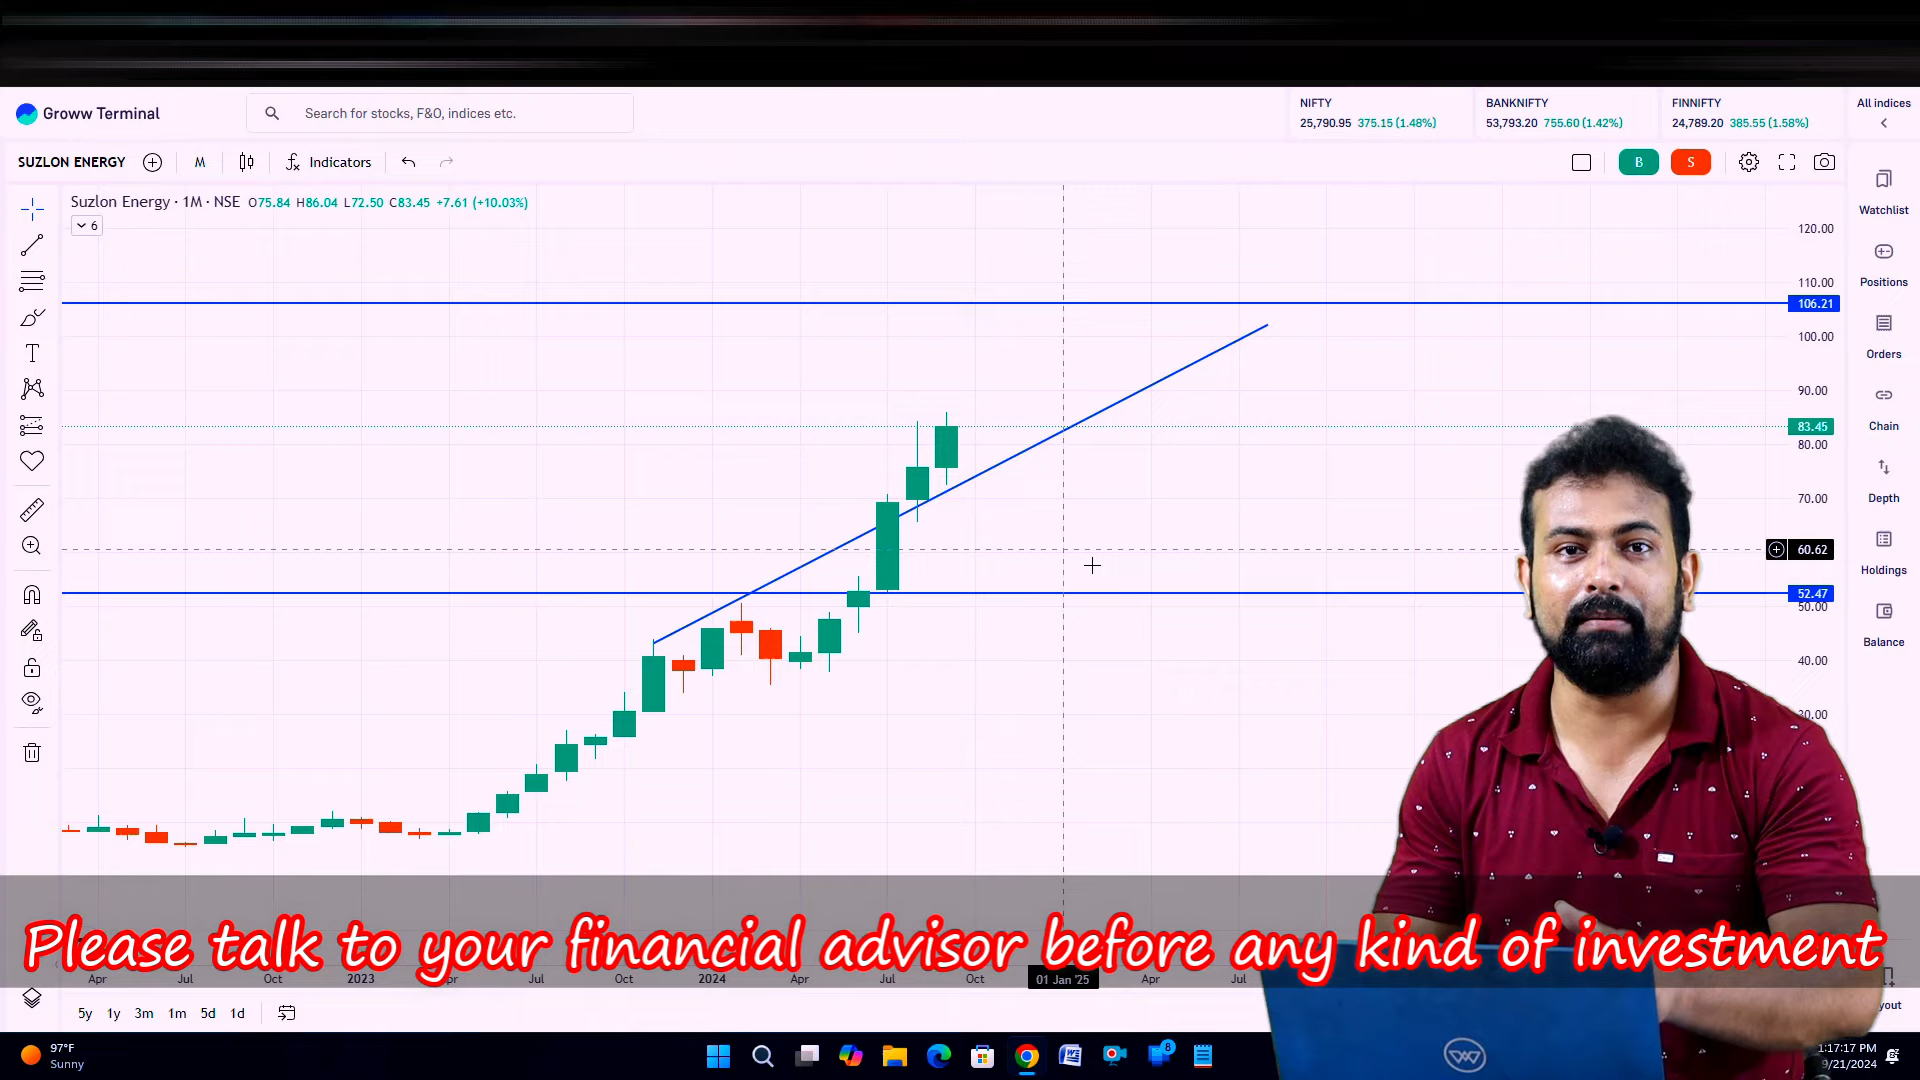 Groww Terminal
Search for stocks, F&O, indices etc.
NIFTY
25,790.95 375.15 (1.48%)
BANKNIFTY
53,793.20 755.60 (1.42%)
FINNIFTY
24,789.20 385.55 (1.58%)
All indices
SUZLON ENERGY
M
Indicators
B
S
Suzlon Energy · 1M · NSE O75.84 H86.04 L72.50 C83.45 +7.61 (+10.03%)
6
120.00
110.00
106.21
100.00
90.00
83.45
80.00
70.00
60.62
52.47
50.00
40.00
Watchlist
Positions
Orders
Chain
Depth
Holdings
Balance
Please talk to your financial advisor before any kind of investment
Apr Jul Oct 2023 Jul Oct 2024 Apr Jul Oct 01 Jan '25 Apr Jul
5y 1y 3m 1m 5d 1d
97°F
Sunny
8
1:17:17 PM
9/21/2024